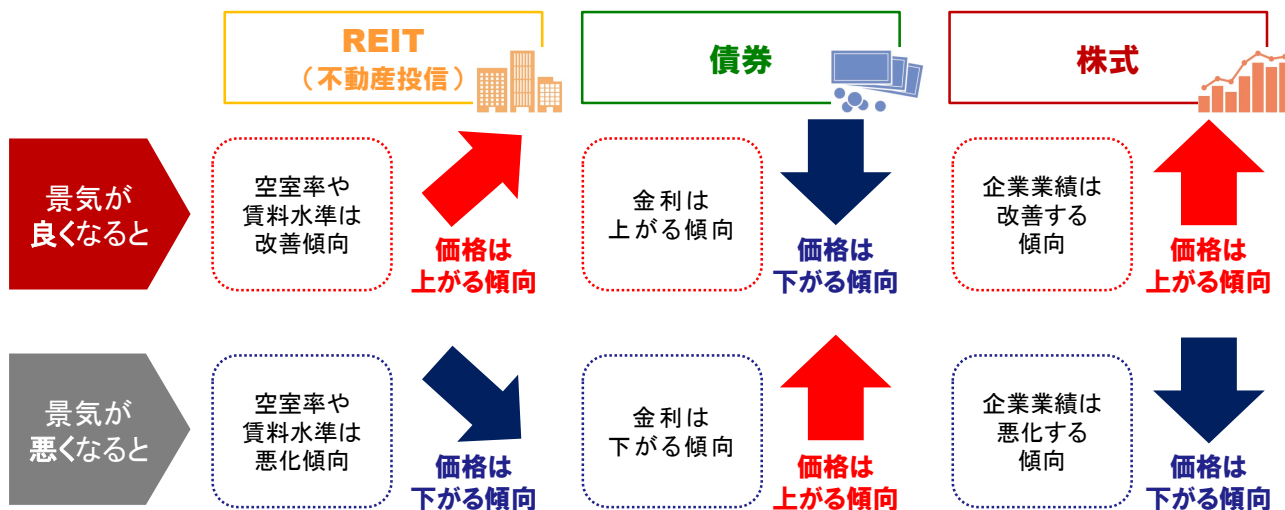 REIT
（不動産投信）
債券
株式
景気が
良くなると
空室率や
賃料水準は
改善傾向
価格は
上がる傾向
金利は
上がる傾向
価格は
下がる傾向
企業業績は
改善する
傾向
価格は
上がる傾向
景気が
悪くなると
空室率や
賃料水準は
悪化傾向
価格は
下がる傾向
金利は
下がる傾向
価格は
上がる傾向
企業業績は
悪化する
傾向
価格は
下がる傾向